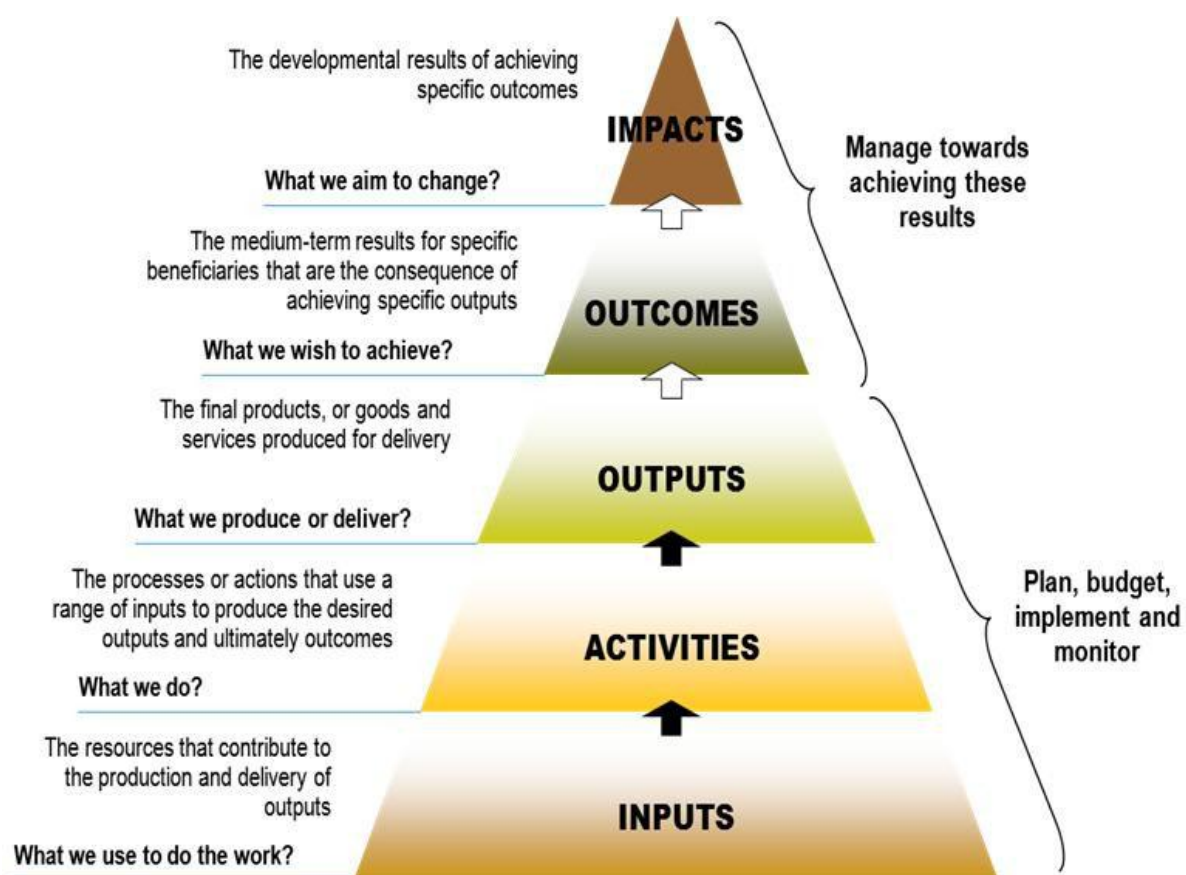 The developmental results of achieving
specific outcomes
IMPACTS
What we aim to change?
Manage towards
achieving these
results
The medium-term results for specific
beneficiaries that are the consequence of
achieving specific outputs
OUTCOMES
What we wish to achieve?
The final products, or goods and
services produced for delivery
OUTPUTS
What we produce or deliver?
The processes or actions that use a
range of inputs to produce the desired
outputs and ultimately outcomes
ACTIVITIES
What we do?
Plan, budget,
implement and
monitor
The resources that contribute to
the production and delivery of
outputs
INPUTS
What we use to do the work?